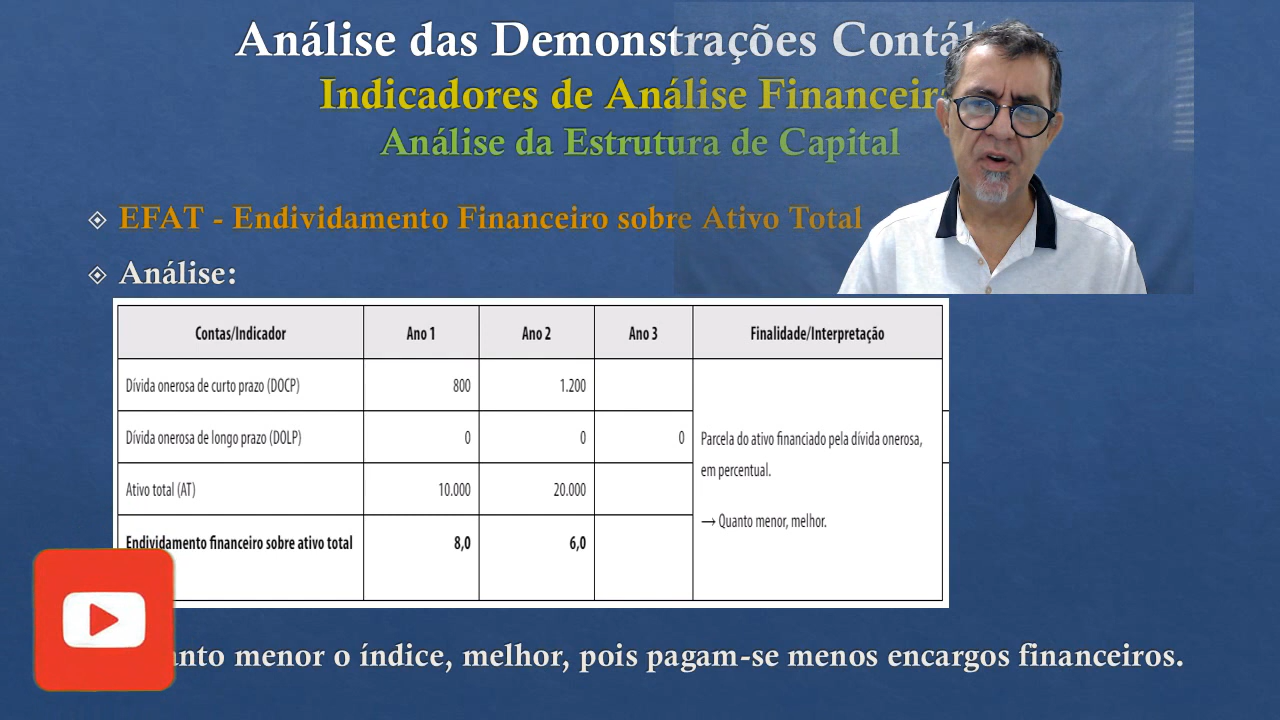 Análise das Demonstrações
Indicadores de Análise
Análise da Estrutura de Capital
EFAT - Endividamento Financeiro sobre Ativo Total
Análise:
Contas/Indicador Ano 1 Ano 2 Ano 3 Finalidade/Interpretação
Dívida onerosa de curto prazo (DOCP) 800 1.200
Dívida onerosa de longo prazo (DOLP) 0 0 0
Ativo total (AT) 10.000 20.000
Endividamento financeiro sobre ativo total 8,0 6,0
Parcela do ativo financiado pela dívida onerosa,
em percentual.
→ Quanto menor, melhor.
menor o índice, melhor, pois pagam-se menos encargos financeiros.